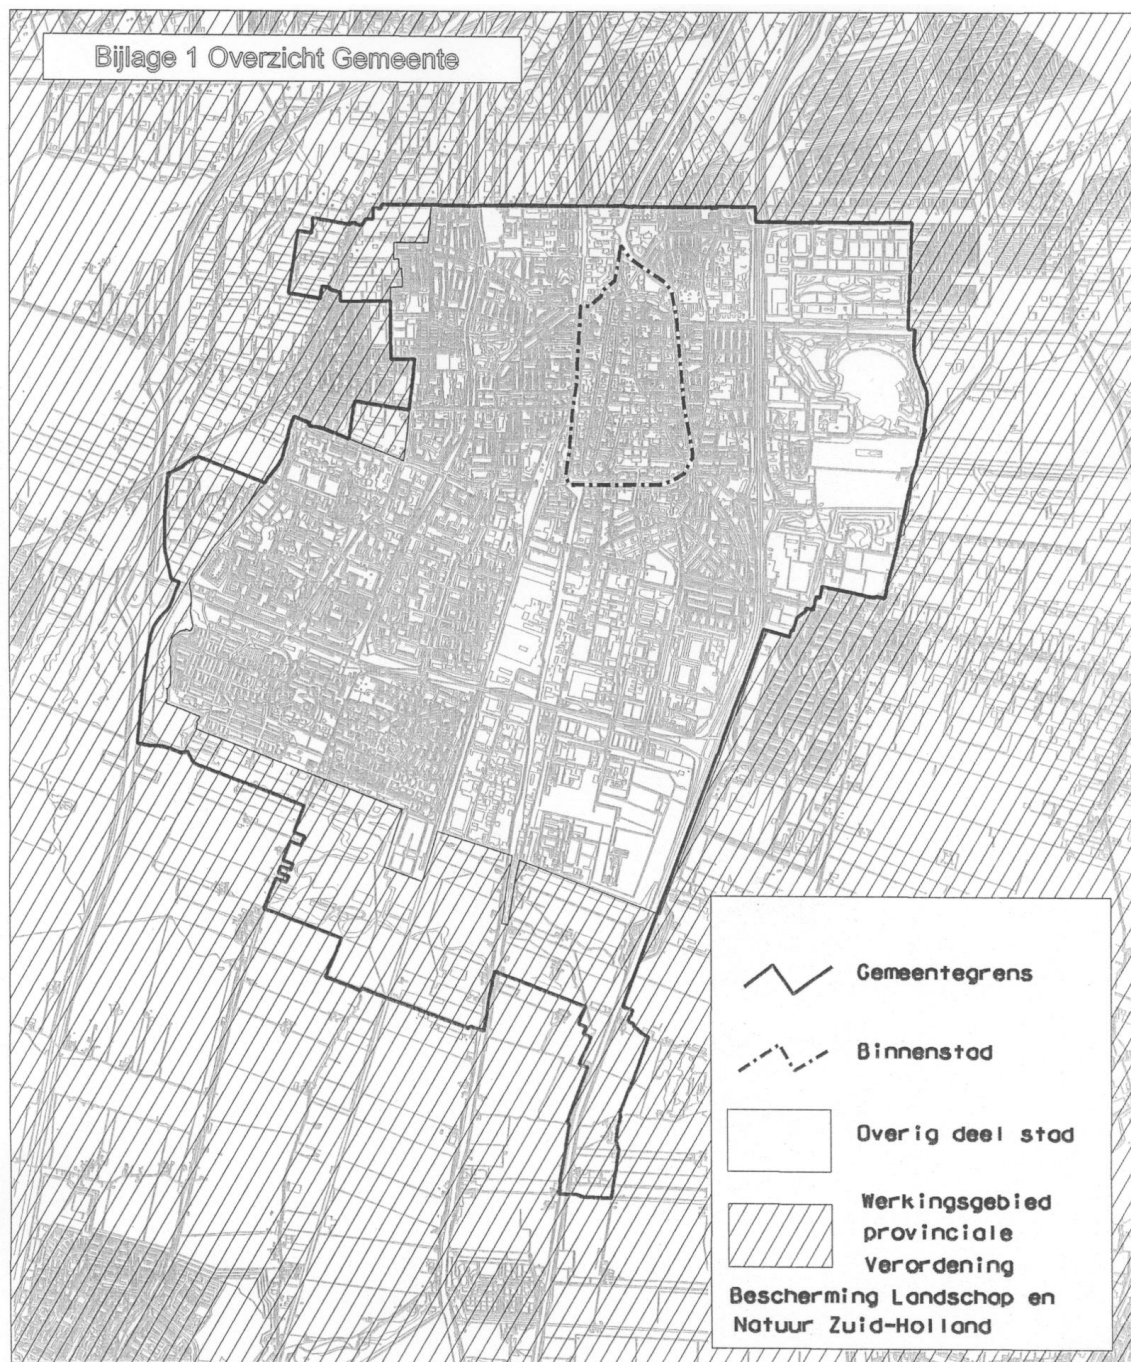 Bijlage 1 Overzicht Gemeente
Gemeentegrens
Binnenstad
Overig deel stad
Werkingsgebied
provinciale
Verordening
Bescherming Landschap en
Natuur Zuid-Holland